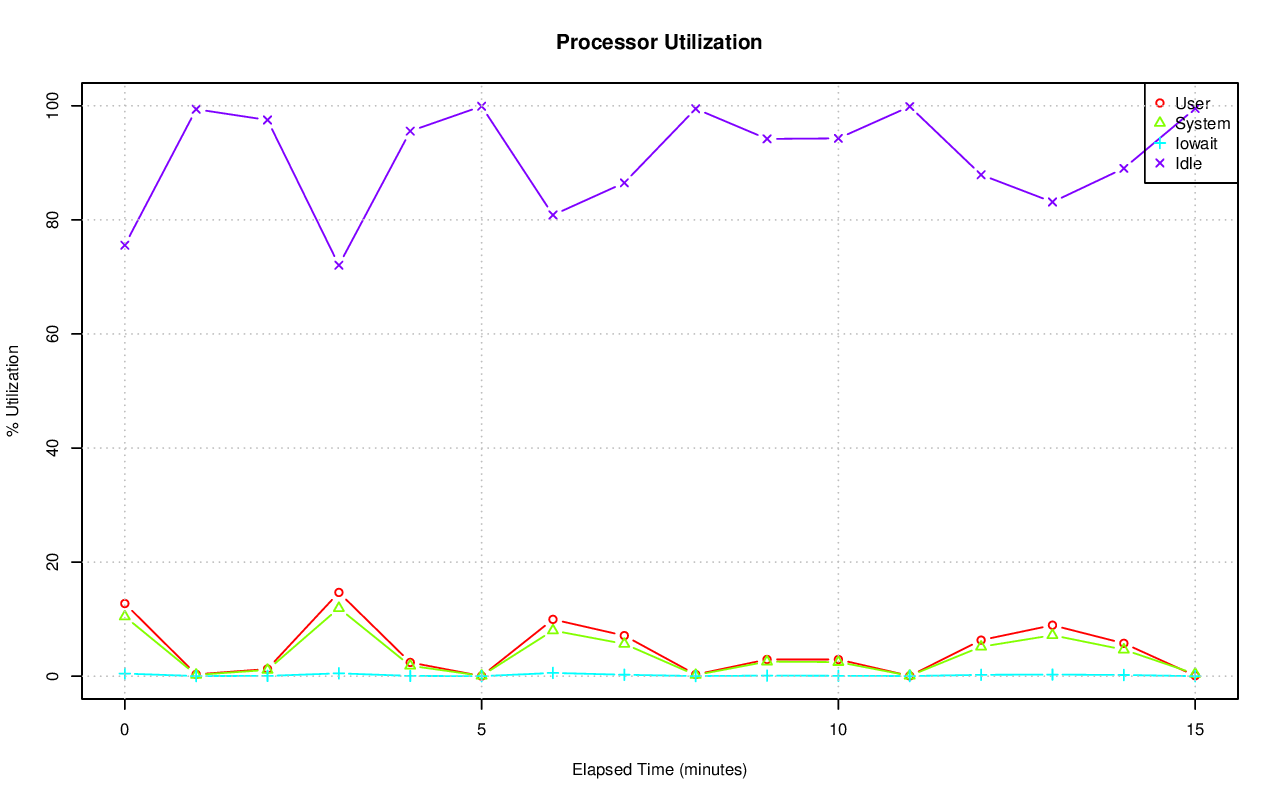 Processor Utilization
% Utilization
100
80
60
40
20
0
User
System
Iowait
Idle
0 5 10 15
Elapsed Time (minutes)